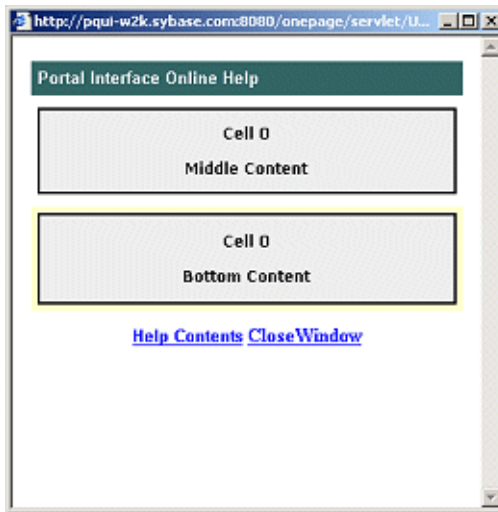 http://pqui-w2k.sybase.com:8080/onepage/servlet/U...
Portal Interface Online Help
Cell 0
Middle Content
Cell 0
Bottom Content
Help Contents CloseWindow